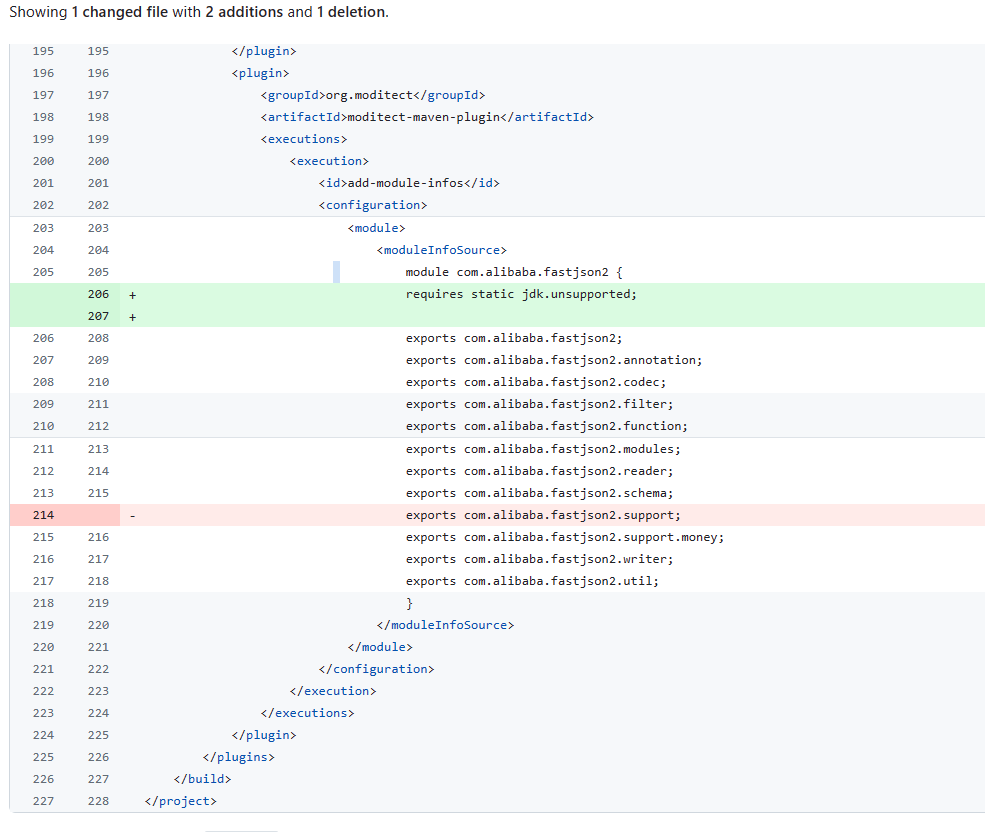 Showing 1 changed file with 2 additions and 1 deletion.
195 195 </plugin>
196 196 <plugin>
197 197 <groupId>org.moditect</groupId>
198 198 <artifactId>moditect-maven-plugin</artifactId>
199 199 <executions>
200 200 <execution>
201 201 <id>add-module-infos</id>
202 202 <configuration>
203 203 <module>
204 204 <moduleInfoSource>
205 205 module com.alibaba.fastjson2 {
206 + requires static jdk.unsupported;
207 +
206 208 exports com.alibaba.fastjson2;
207 209 exports com.alibaba.fastjson2.annotation;
208 210 exports com.alibaba.fastjson2.codec;
209 211 exports com.alibaba.fastjson2.filter;
210 212 exports com.alibaba.fastjson2.function;
211 213 exports com.alibaba.fastjson2.modules;
212 214 exports com.alibaba.fastjson2.reader;
213 215 exports com.alibaba.fastjson2.schema;
214 - exports com.alibaba.fastjson2.support;
215 216 exports com.alibaba.fastjson2.support.money;
216 217 exports com.alibaba.fastjson2.writer;
217 218 exports com.alibaba.fastjson2.util;
218 219 }
219 220 </moduleInfoSource>
220 221 </module>
221 222 </configuration>
222 223 </execution>
223 224 </executions>
224 225 </plugin>
225 226 </plugins>
226 227 </build>
227 228 </project>